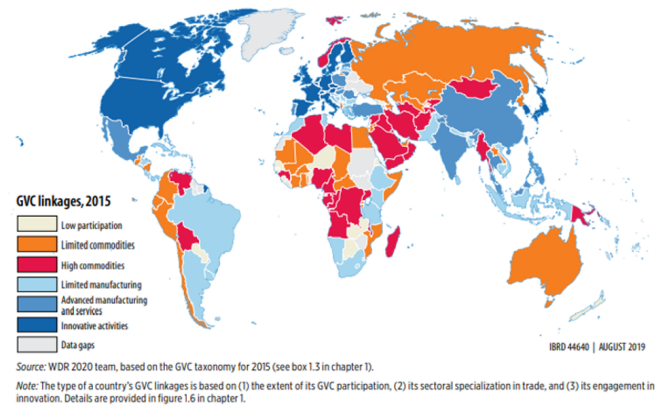 GVC linkages, 2015
Low participation
Limited commodities
High commodities
Limited manufacturing
Advanced manufacturing
and services
Innovative activities
Data gaps
IBRD 44640 | AUGUST 2019
Source: WDR 2020 team, based on the GVC taxonomy for 2015 (see box 1.3 in chapter 1).
Note: The type of a country's GVC linkages is based on (1) the extent of its GVC participation, (2) its sectoral specialization in trade, and (3) its engagement in
innovation. Details are provided in figure 1.6 in chapter 1.